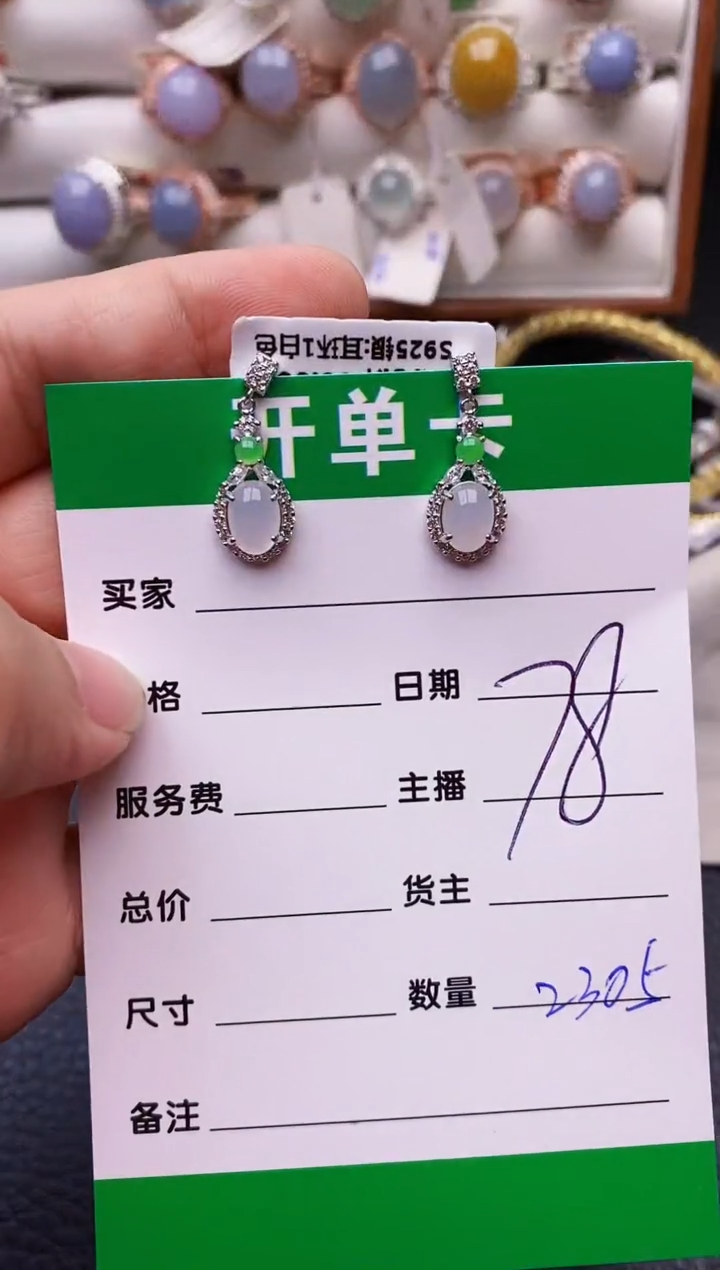 S925银:耳环1白色
开单卡
买家
格 日期
78
服务费 主播
总价 货主
尺寸 数量 2305
备注